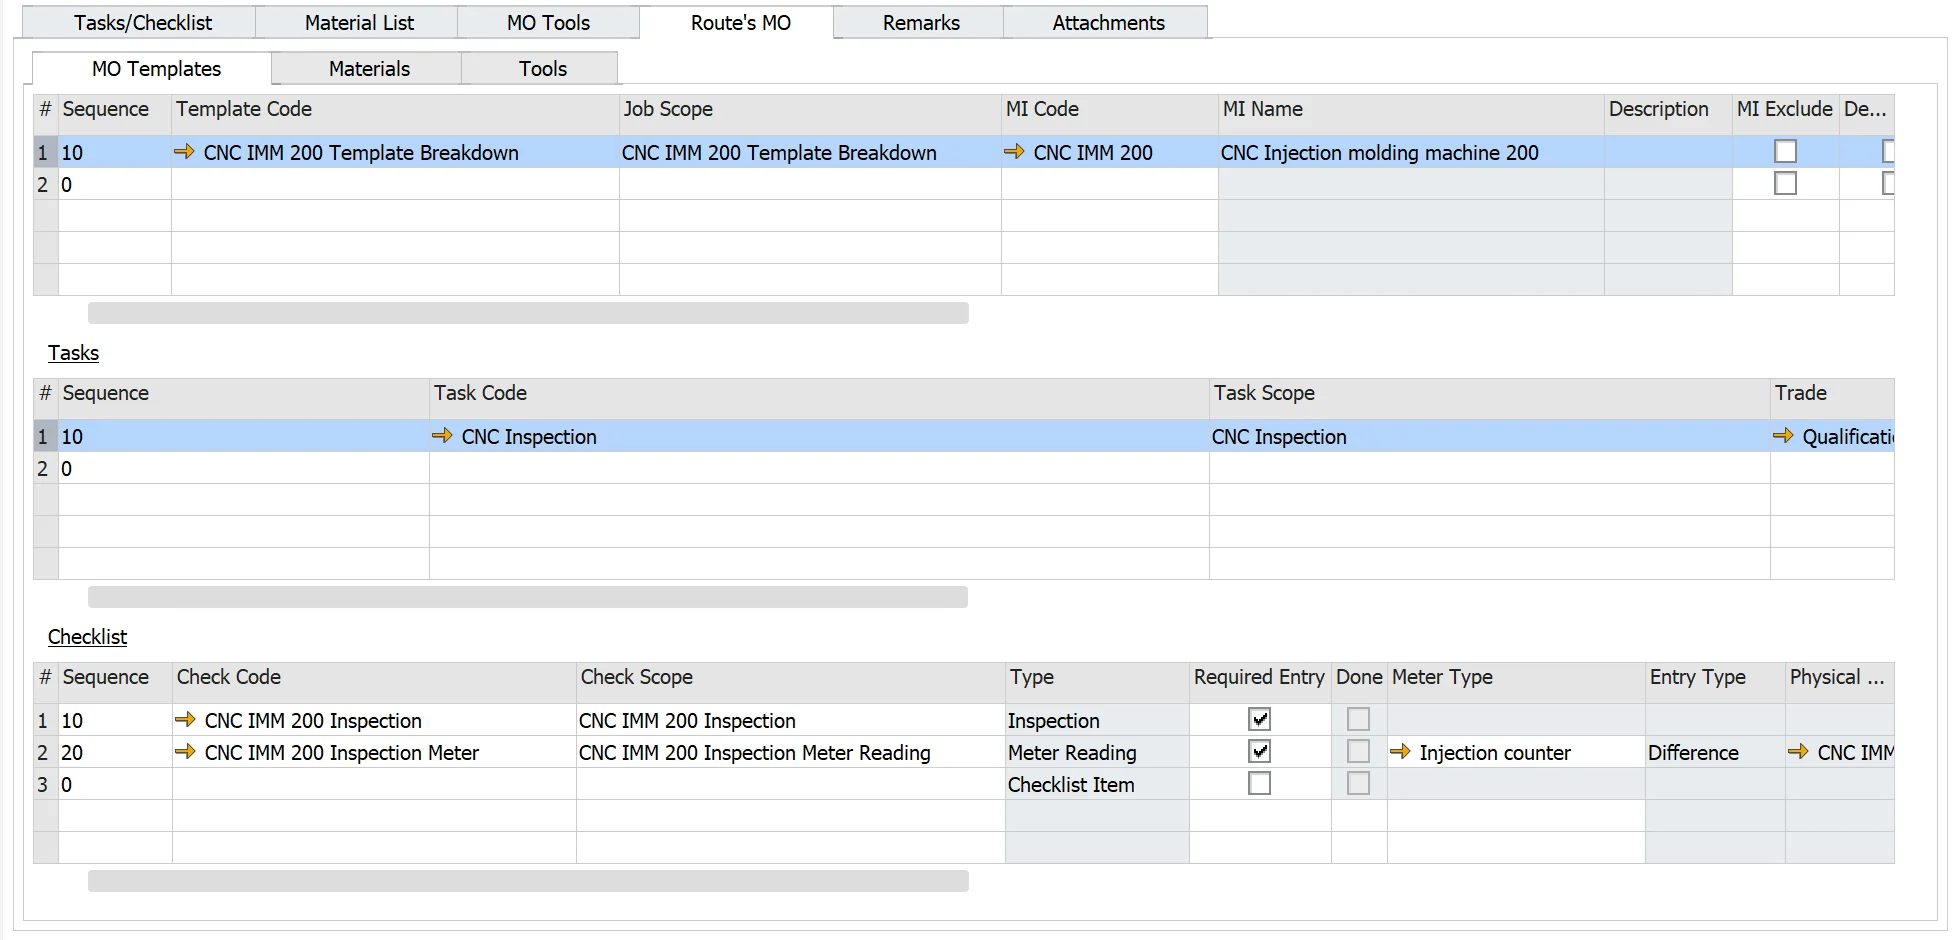 Tasks/Checklist Material List MO Tools Route's MO Remarks Attachments
MO Templates Materials Tools
# Sequence Template Code Job Scope MI Code MI Name Description MI Exclude De...
1 10 CNC IMM 200 Template Breakdown CNC IMM 200 Template Breakdown CNC IMM 200 CNC Injection molding machine 200
2 0
Tasks
# Sequence Task Code Task Scope Trade
1 10 CNC Inspection CNC Inspection Qualificati
2 0
Checklist
# Sequence Check Code Check Scope Type Required Entry Done Meter Type Entry Type Physical ...
1 10 CNC IMM 200 Inspection CNC IMM 200 Inspection Inspection
2 20 CNC IMM 200 Inspection Meter CNC IMM 200 Inspection Meter Reading Meter Reading Injection counter Difference CNC IMM
3 0 Checklist Item